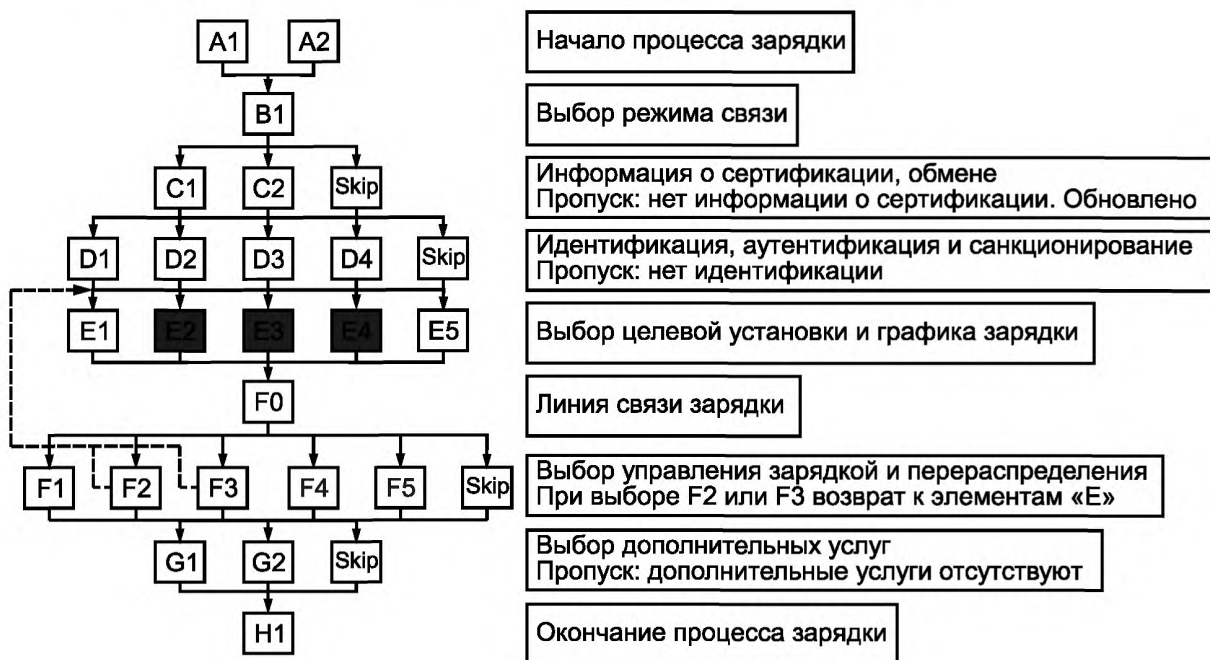 A1 A2
Начало процесса зарядки
B1
Выбор режима связи
C1 C2 Skip
Информация о сертификации, обмене
Пропуск: нет информации о сертификации. Обновлено
D1 D2 D3 D4 Skip
Идентификация, аутентификация и санкционирование
Пропуск: нет идентификации
E1 E2 E3 E4 E5
Выбор целевой установки и графика зарядки
F0
Линия связи зарядки
F1 F2 F3 F4 F5 Skip
Выбор управления зарядкой и перераспределения
При выборе F2 или F3 возврат к элементам «E»
G1 G2 Skip
Выбор дополнительных услуг
Пропуск: дополнительные услуги отсутствуют
H1
Окончание процесса зарядки